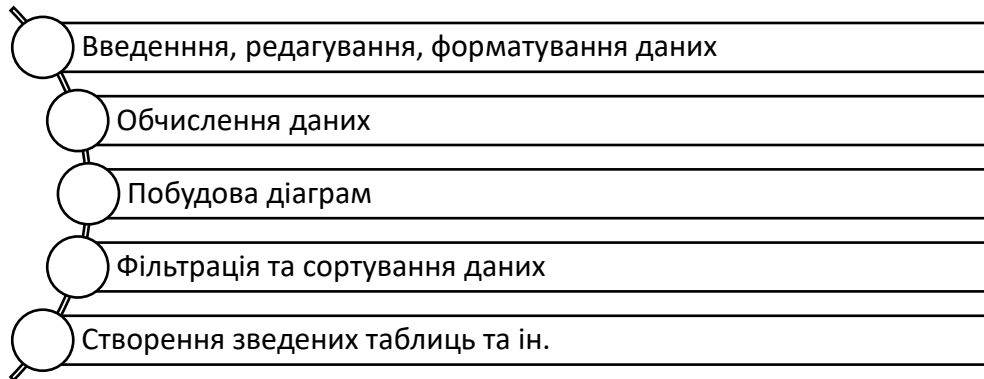 Введенння, редагування, форматування даних
Обчислення даних
Побудова діаграм
Фільтрація та сортування даних
Створення зведених таблиць та ін.